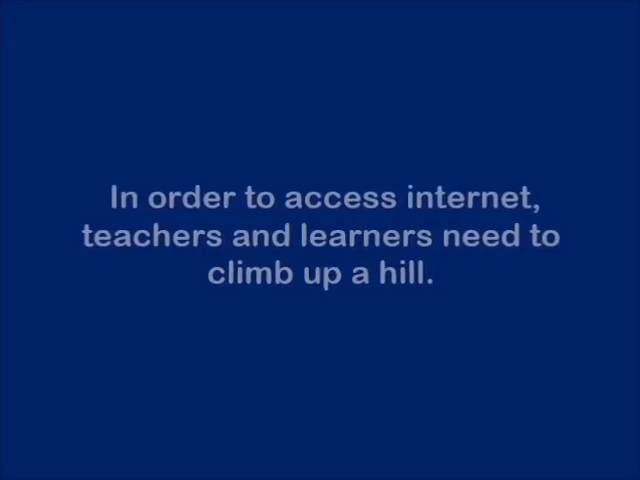 In order to access internet,
teachers and learners need to
climb up a hill.